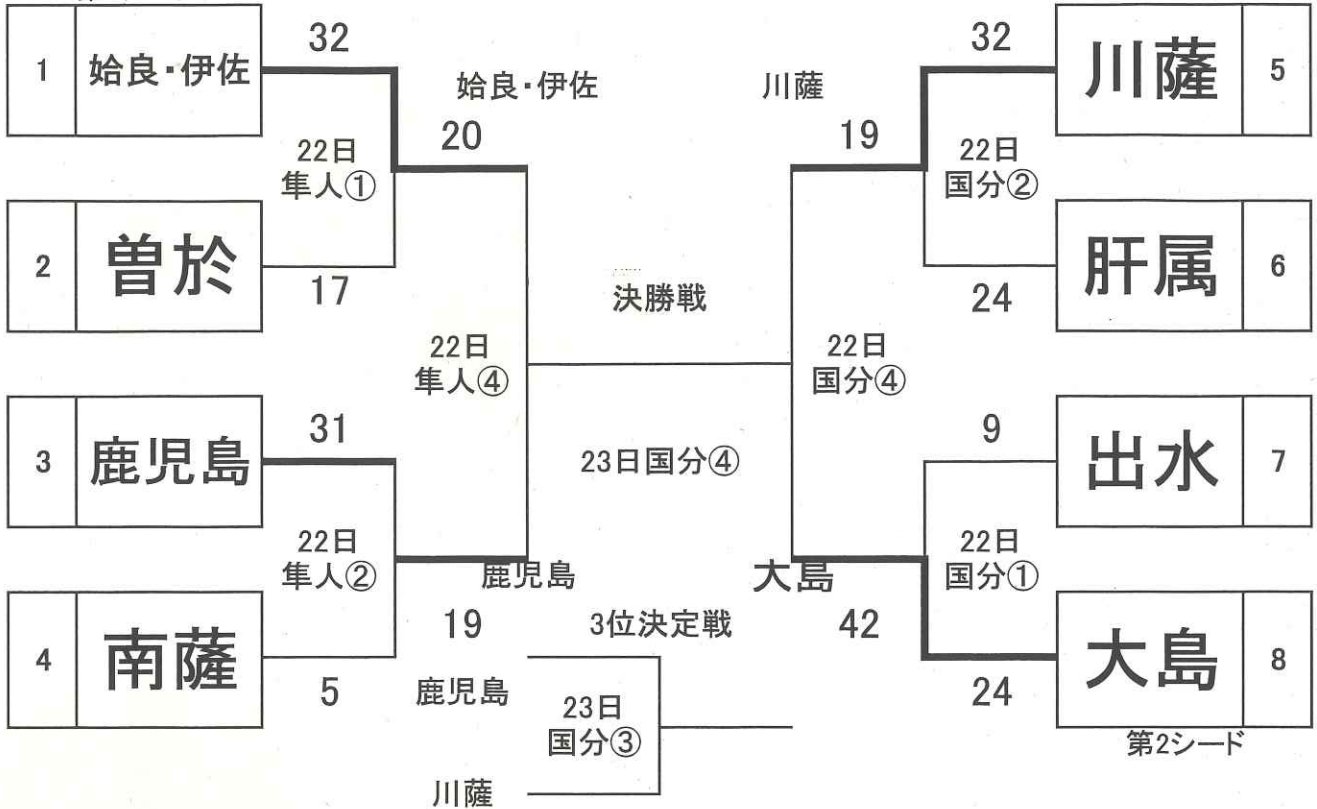 32
32
1
姶良・伊佐
姶良・伊佐
川薩
川薩
5
20
19
22日
隼人①
22日
国分②
2
曽於
17
決勝戦
24
肝属
6
22日
隼人④
22日
国分④
3
鹿児島
31
23日国分④
9
出水
7
22日
隼人②
鹿児島
大島
22日
国分①
4
南薩
5
19
3位決定戦
42
24
大島
8
鹿児島
23日
国分③
第2シード
川薩